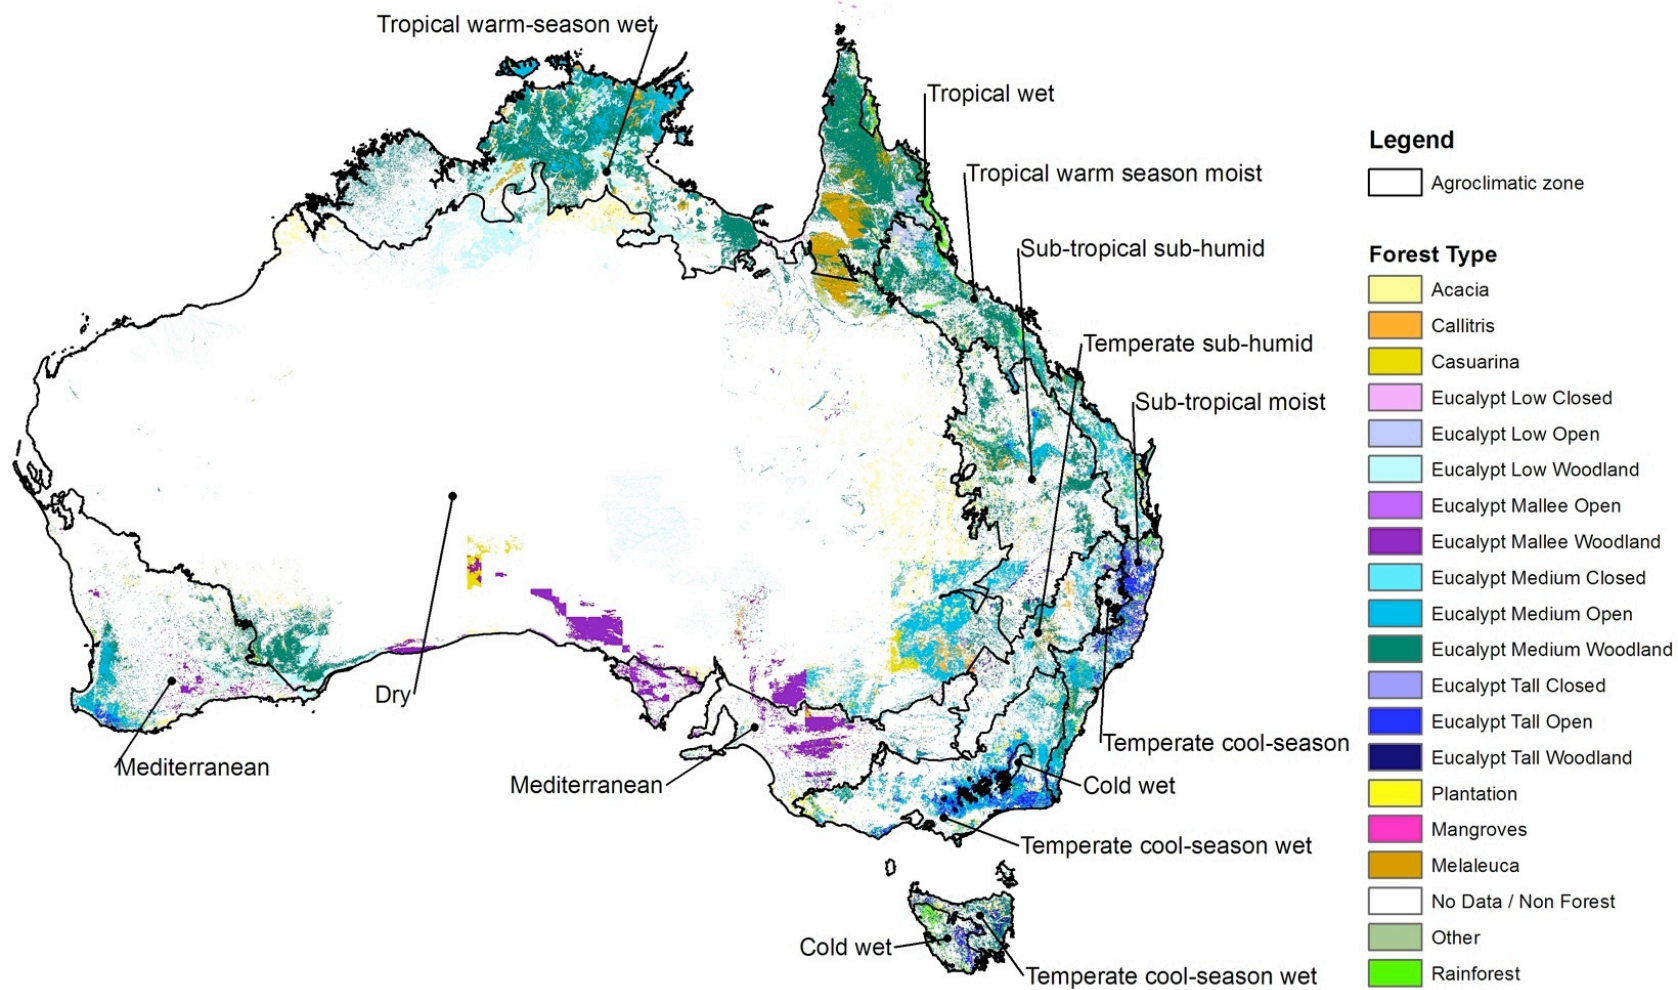 Tropical warm-season wet
Tropical wet
Tropical warm season moist
Sub-tropical sub-humid
Temperate sub-humid
Sub-tropical moist
Dry
Mediterranean
Mediterranean
Temperate cool-season
Cold wet
Temperate cool-season wet
Cold wet
Temperate cool-season wet
Legend
Agroclimatic zone
Forest Type
Acacia
Callitris
Casuarina
Eucalypt Low Closed
Eucalypt Low Open
Eucalypt Low Woodland
Eucalypt Mallee Open
Eucalypt Mallee Woodland
Eucalypt Medium Closed
Eucalypt Medium Open
Eucalypt Medium Woodland
Eucalypt Tall Closed
Eucalypt Tall Open
Eucalypt Tall Woodland
Plantation
Mangroves
Melaleuca
No Data / Non Forest
Other
Rainforest